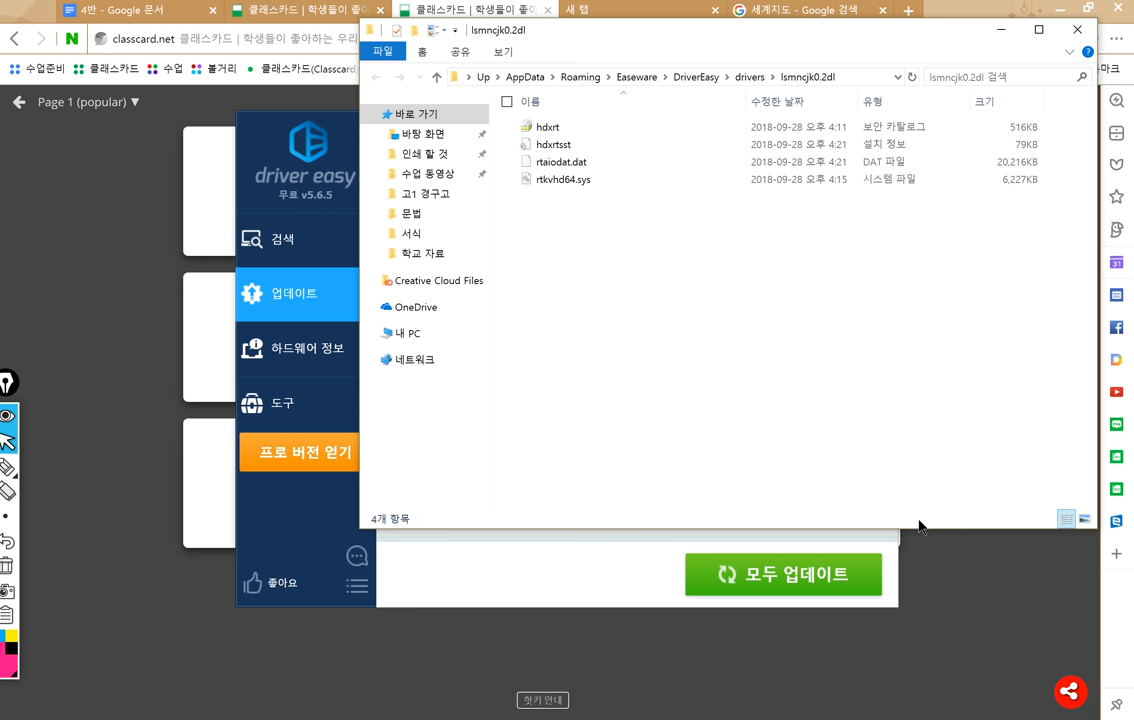 4반 - Google 문서
클래스카드 | 학생들이 좋아
클래스카드 | 학생들이 좋아
새 탭
세계지도 - Google 검색
classcard.net 클래스카드 | 학생들이 좋아하는 우리
수업준비
클래스카드
수업
볼거리
클래스카드(Classcard
마크
Page 1 (popular) ▼
lsmncjk0.2dl
파일
홈
공유
보기
Up > AppData > Roaming > Easeware > DriverEasy > drivers > lsmncjk0.2dl
lsmncjk0.2dl 검색
바로 가기
바탕 화면
인쇄 할 것
수업 동영상
고1 경구고
문법
서식
학교 자료
Creative Cloud Files
OneDrive
내 PC
네트워크
이름 수정한 날짜 유형 크기
hdxrt 2018-09-28 오후 4:11 보안 카탈로그 516KB
hdxrtsst 2018-09-28 오후 4:21 설치 정보 79KB
rtaiodat.dat 2018-09-28 오후 4:21 DAT 파일 20,216KB
rtkvhd64.sys 2018-09-28 오후 4:15 시스템 파일 6,227KB
4개 항목
driver easy
무료 v5.6.5
검색
업데이트
하드웨어 정보
도구
프로 버전 얻기
좋아요
모두 업데이트
핫키 안내
31